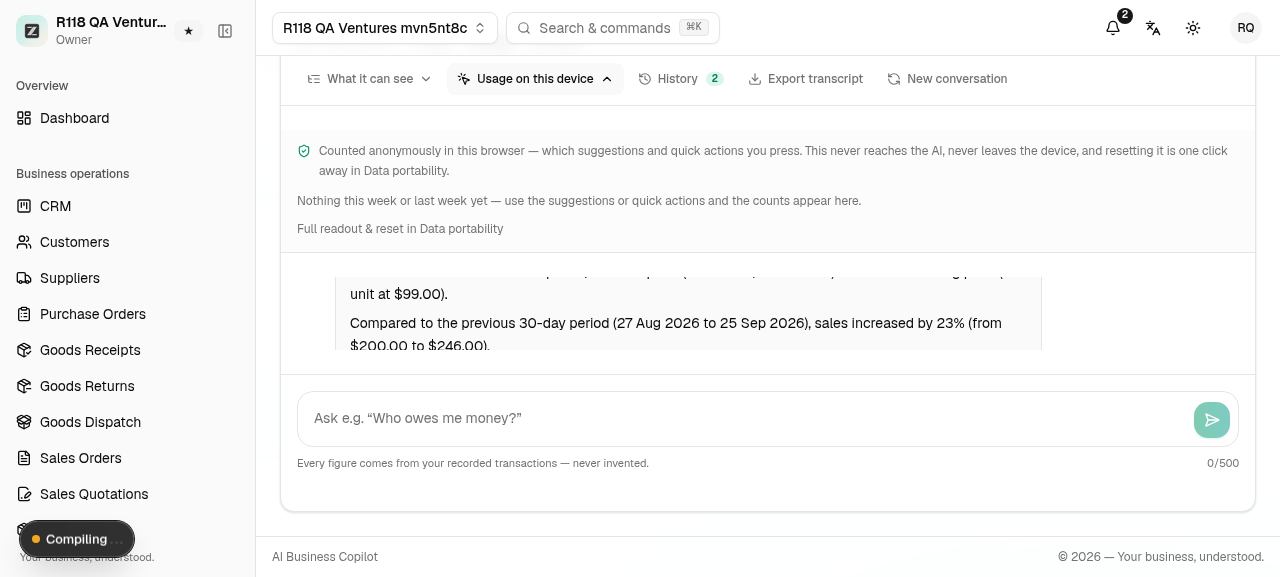 R118 QA Ventur...
Owner
R118 QA Ventures mvn5nt8c
Search & commands
⌘K
2
RQ
Overview
Dashboard
Business operations
CRM
Customers
Suppliers
Purchase Orders
Goods Receipts
Goods Returns
Goods Dispatch
Sales Orders
Sales Quotations
Compiling ...
Your business, understood.
What it can see
Usage on this device
History 2
Export transcript
New conversation
Counted anonymously in this browser — which suggestions and quick actions you press. This never reaches the AI, never leaves the device, and resetting it is one click
away in Data portability.
Nothing this week or last week yet — use the suggestions or quick actions and the counts appear here.
Full readout & reset in Data portability
unit at $99.00).
Compared to the previous 30-day period (27 Aug 2026 to 25 Sep 2026), sales increased by 23% (from
$200.00 to $246.00).
Ask e.g. “Who owes me money?”
Every figure comes from your recorded transactions — never invented.
0/500
AI Business Copilot
© 2026 — Your business, understood.